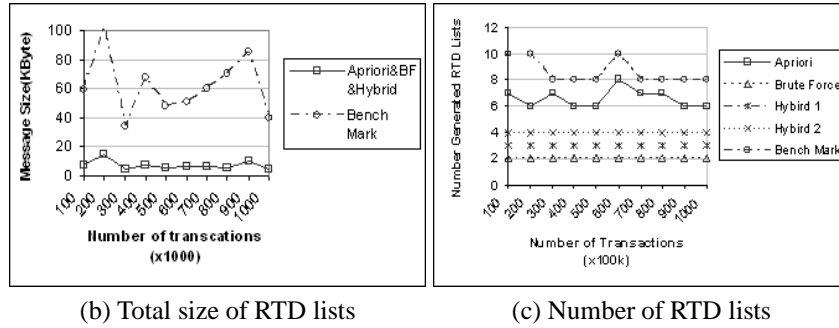 100
80
60
40
20
0
Message Size(KByte)
100
200
300
400
500
600
700
800
900
1000
Number of transcations
(x1000)
Apriori&BF
&Hybrid
Bench
Mark
(b) Total size of RTD lists
12
10
8
6
4
2
0
Number Generated RTD Lists
100
200
300
400
500
600
700
800
900
1000
Number of Transactions
(x100k)
Apriori
Brute Force
Hybird 1
Hybird 2
Bench Mark
(c) Number of RTD lists